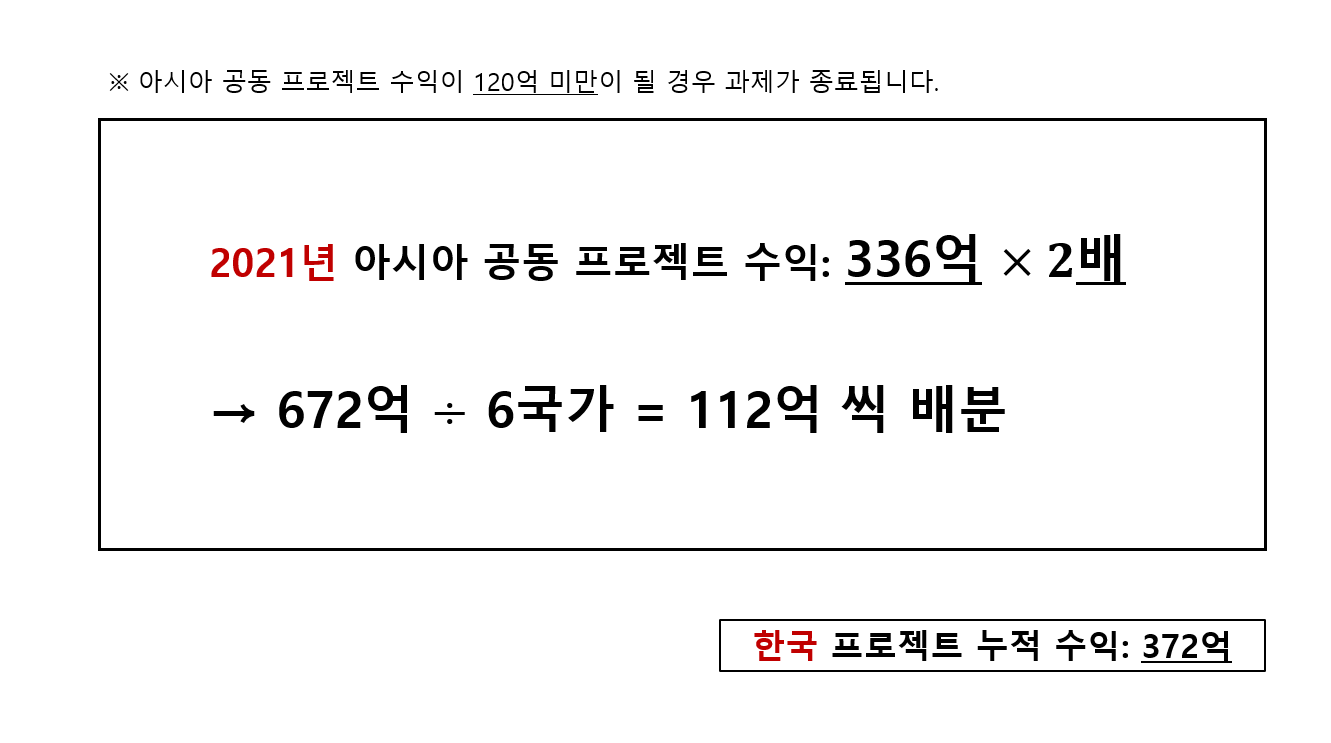 ※ 아시아 공동 프로젝트 수익이 120억 미만이 될 경우 과제가 종료됩니다.
2021년 아시아 공동 프로젝트 수익: 336억 × 2배
→ 672억 ÷ 6국가 = 112억 씩 배분
한국 프로젝트 누적 수익: 372억